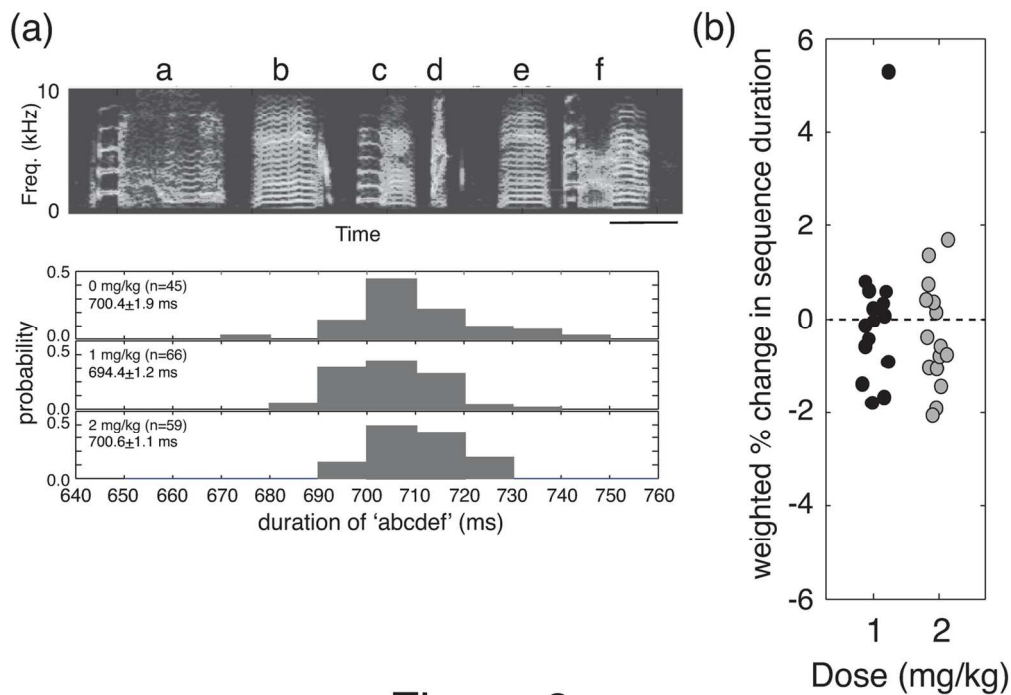 (a)
a b c d e f
10
Freq. (kHz)
0
Time
0.5
0 mg/kg (n=45)
700.4±1.9 ms
0.0
0.5
1 mg/kg (n=66)
694.4±1.2 ms
0.0
0.5
2 mg/kg (n=59)
700.6±1.1 ms
0.0
probability
640 650 660 670 680 690 700 710 720 730 740 750 760
duration of ‘abcdef’ (ms)
(b)
6
4
2
0
-2
-4
-6
weighted % change in sequence duration
1 2
Dose (mg/kg)